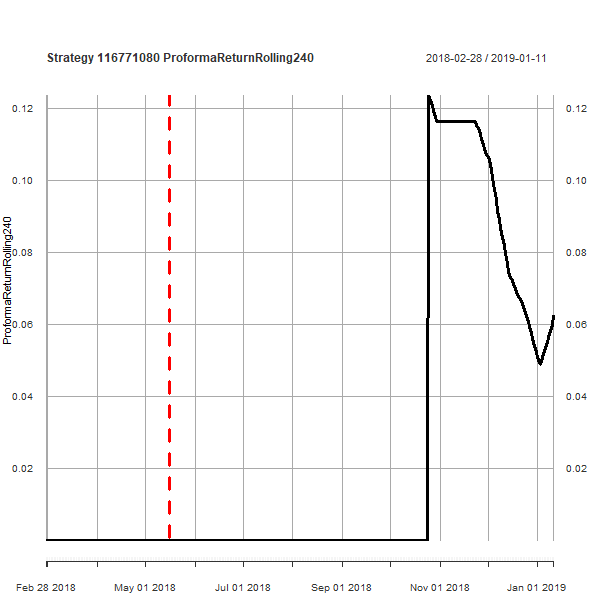 Strategy 116771080 ProformaReturnRolling240
2018-02-28 / 2019-01-11
ProformaReturnRolling240
0.12
0.10
0.08
0.06
0.04
0.02
0.12
0.10
0.08
0.06
0.04
0.02
Feb 28 2018
May 01 2018
Jul 01 2018
Sep 01 2018
Nov 01 2018
Jan 01 2019